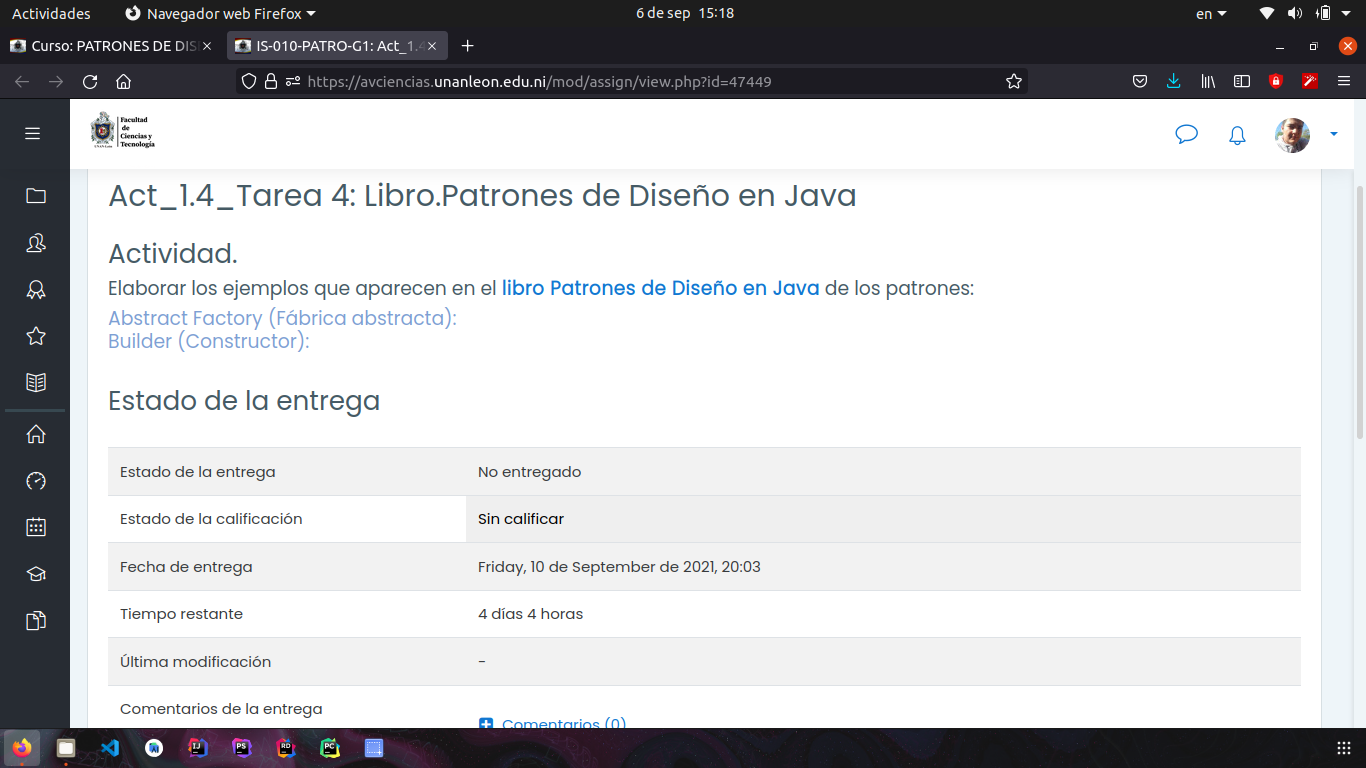 Actividades
Navegador web Firefox
6 de sep 15:18
en
Curso: PATRONES DE DIS
IS-010-PATRO-G1: Act_1.4
https://avciencias.unanleon.edu.ni/mod/assign/view.php?id=47449
Facultad
de
Ciencias y
Tecnología
Act_1.4_Tarea 4: Libro.Patrones de Diseño en Java
Actividad.
Elaborar los ejemplos que aparecen en el libro Patrones de Diseño en Java de los patrones:
Abstract Factory (Fábrica abstracta):
Builder (Constructor):
Estado de la entrega
Estado de la entrega No entregado
Estado de la calificación Sin calificar
Fecha de entrega Friday, 10 de September de 2021, 20:03
Tiempo restante 4 días 4 horas
Última modificación -
Comentarios de la entrega
Comentarios (0)
IJ
PS
RD
PC